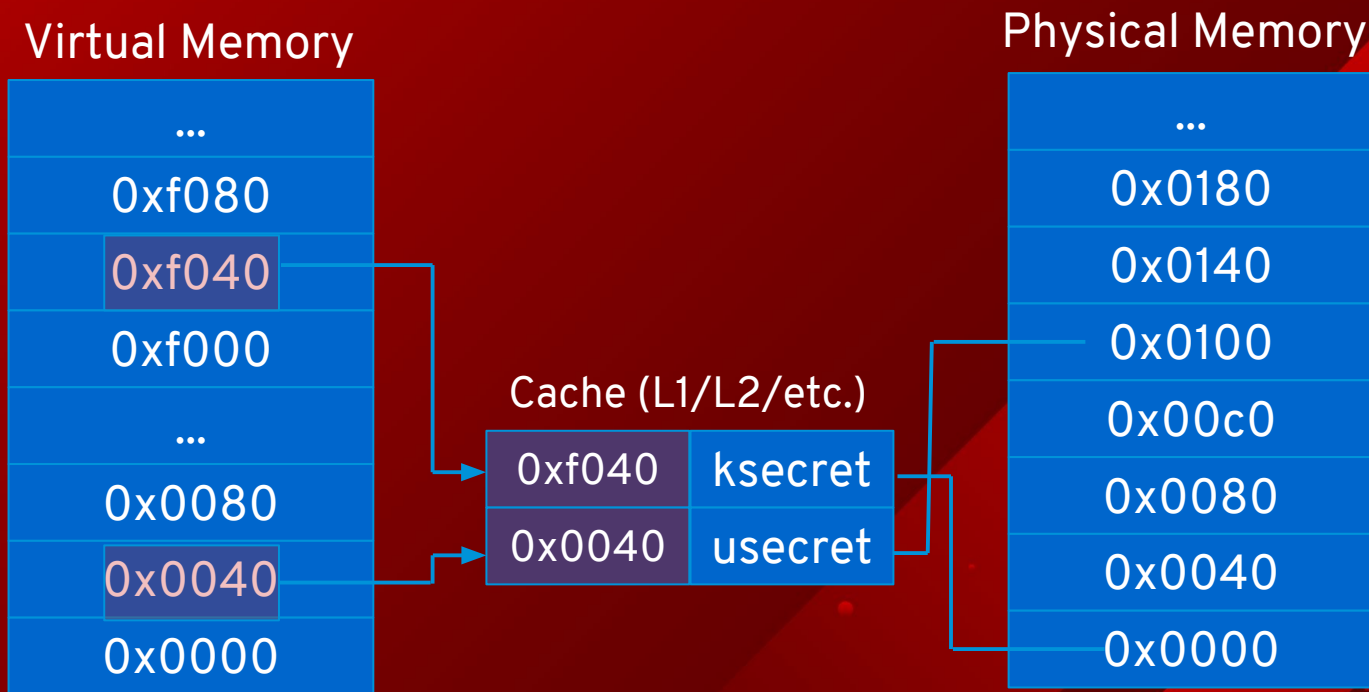 Virtual Memory
...
0xf080
0xf040
0xf000
...
0x0080
0x0040
0x0000
Cache (L1/L2/etc.)
0xf040 ksecret
0x0040 usecret
Physical Memory
...
0x0180
0x0140
0x0100
0x00c0
0x0080
0x0040
0x0000